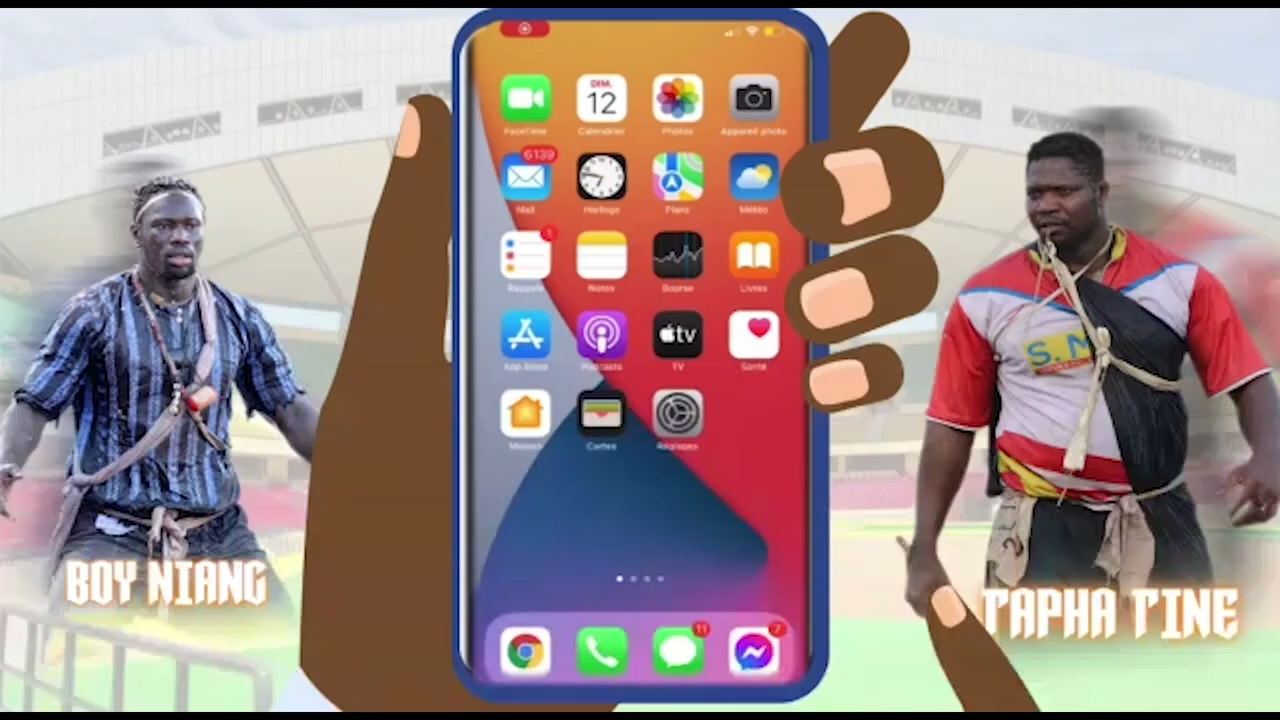 DIM.
12
FaceTime
Calendrier
Photos
Appareil photo
6139
Mail
Horloge
Plans
Météo
1
Rappels
Notes
Bourse
Livres
tv
App Store
Podcasts
TV
Santé
Maison
Cartes
Réglages
S.M
BOY NIANG
TAPHA TINE
11
7